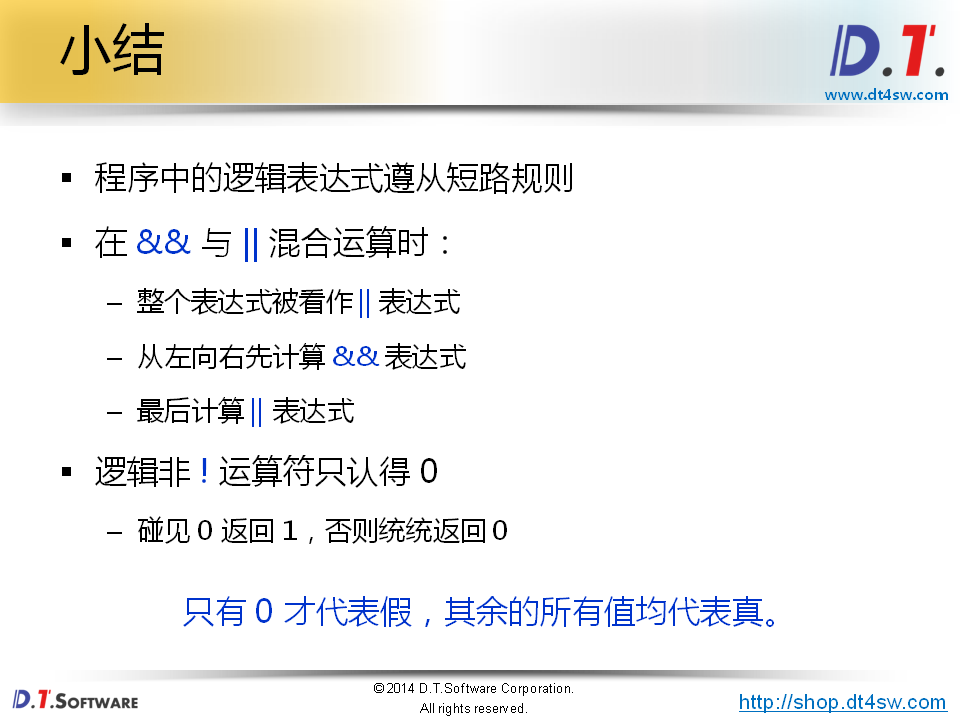 小结
D.T.
www.dt4sw.com
▪ 程序中的逻辑表达式遵从短路规则
▪ 在 && 与 || 混合运算时：
– 整个表达式被看作 || 表达式
– 从左向右先计算 && 表达式
– 最后计算 || 表达式
▪ 逻辑非 ! 运算符只认得 0
– 碰见 0 返回 1，否则统统返回 0
只有 0 才代表假，其余的所有值均代表真。
D.T.SOFTWARE
©2014 D.T.Software Corporation.
All rights reserved.
http://shop.dt4sw.com